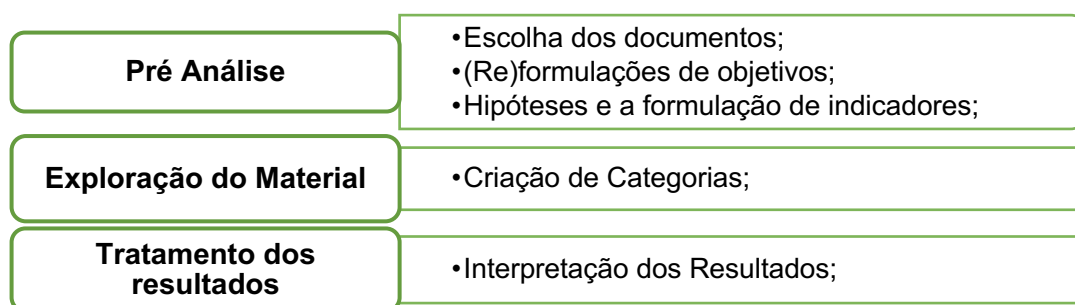 Pré Análise
•Escolha dos documentos;
•(Re)formulações de objetivos;
•Hipóteses e a formulação de indicadores;
Exploração do Material
•Criação de Categorias;
Tratamento dos
resultados
•Interpretação dos Resultados;